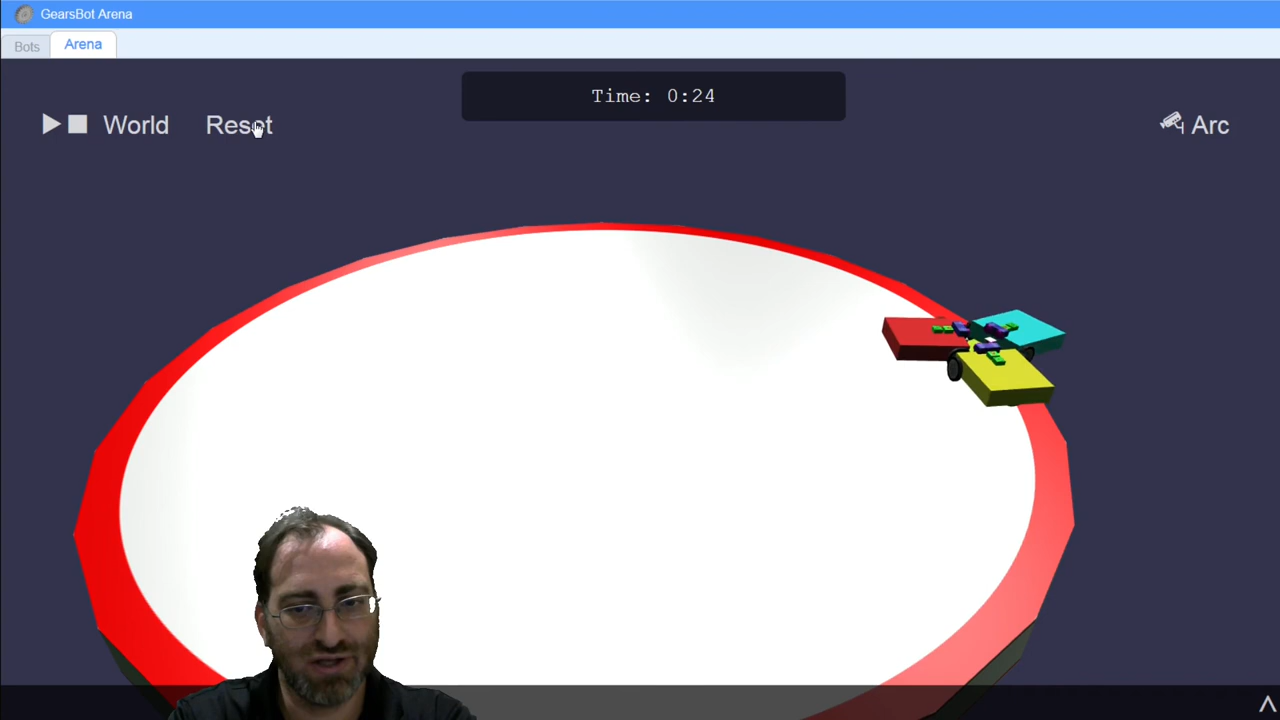 GearsBot Arena
Bots
Arena
Time: 0:24
World
Reset
Arc